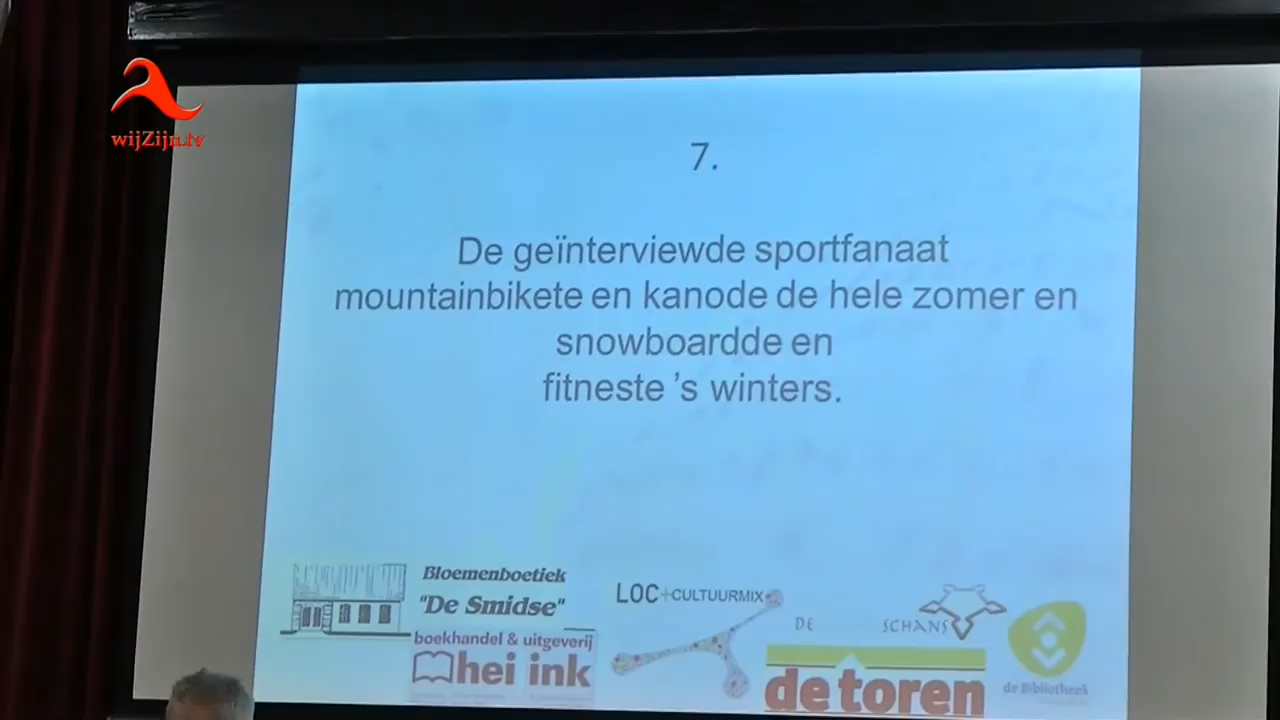 wijZijn.tv
7.
De geïnterviewde sportfanaat
mountainbikete en kanode de hele zomer en
snowboardde en
fitneste 's winters.
Bloemenboetiek
"De Smidse"
boekhandel & uitgeverij
hei ink
LOC+CULTUURMIX
DE SCHANS
de toren
de Bibliotheek